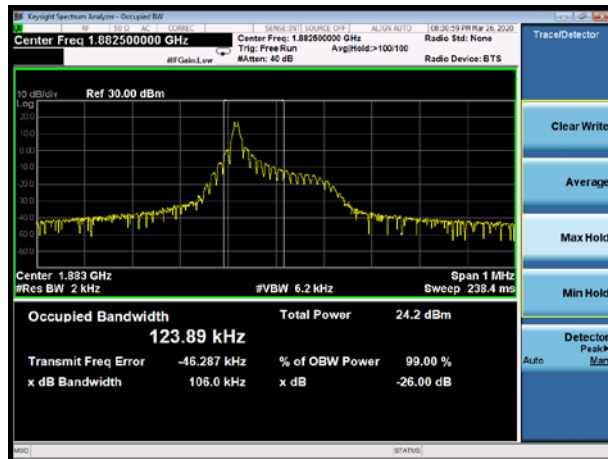 Keysight Spectrum Analyzer - Occupied BW
RF 50 Ω AC CORREC SENSE:INT SOURCE OFF ALIGN AUTO 08:30:59 PM Mar 26, 2020
Center Freq 1.882500000 GHz
Center Freq: 1.882500000 GHz
Radio Std: None
Trig: Free Run Avg|Hold:>100/100
#IFGain:Low #Atten: 40 dB Radio Device: BTS
10 dB/div Ref 30.00 dBm
Log
20.0
10.0
0.00
-10.0
-20.0
-30.0
-40.0
-50.0
-60.0
Center 1.883 GHz Span 1 MHz
#Res BW 2 kHz #VBW 6.2 kHz Sweep 238.4 ms
Occupied Bandwidth Total Power 24.2 dBm
123.89 kHz
Transmit Freq Error -46.287 kHz % of OBW Power 99.00 %
x dB Bandwidth 106.0 kHz x dB -26.00 dB
MSG STATUS
Trace/Detector
Clear Write
Average
Max Hold
Min Hold
Detector
Peak▶
Auto Man